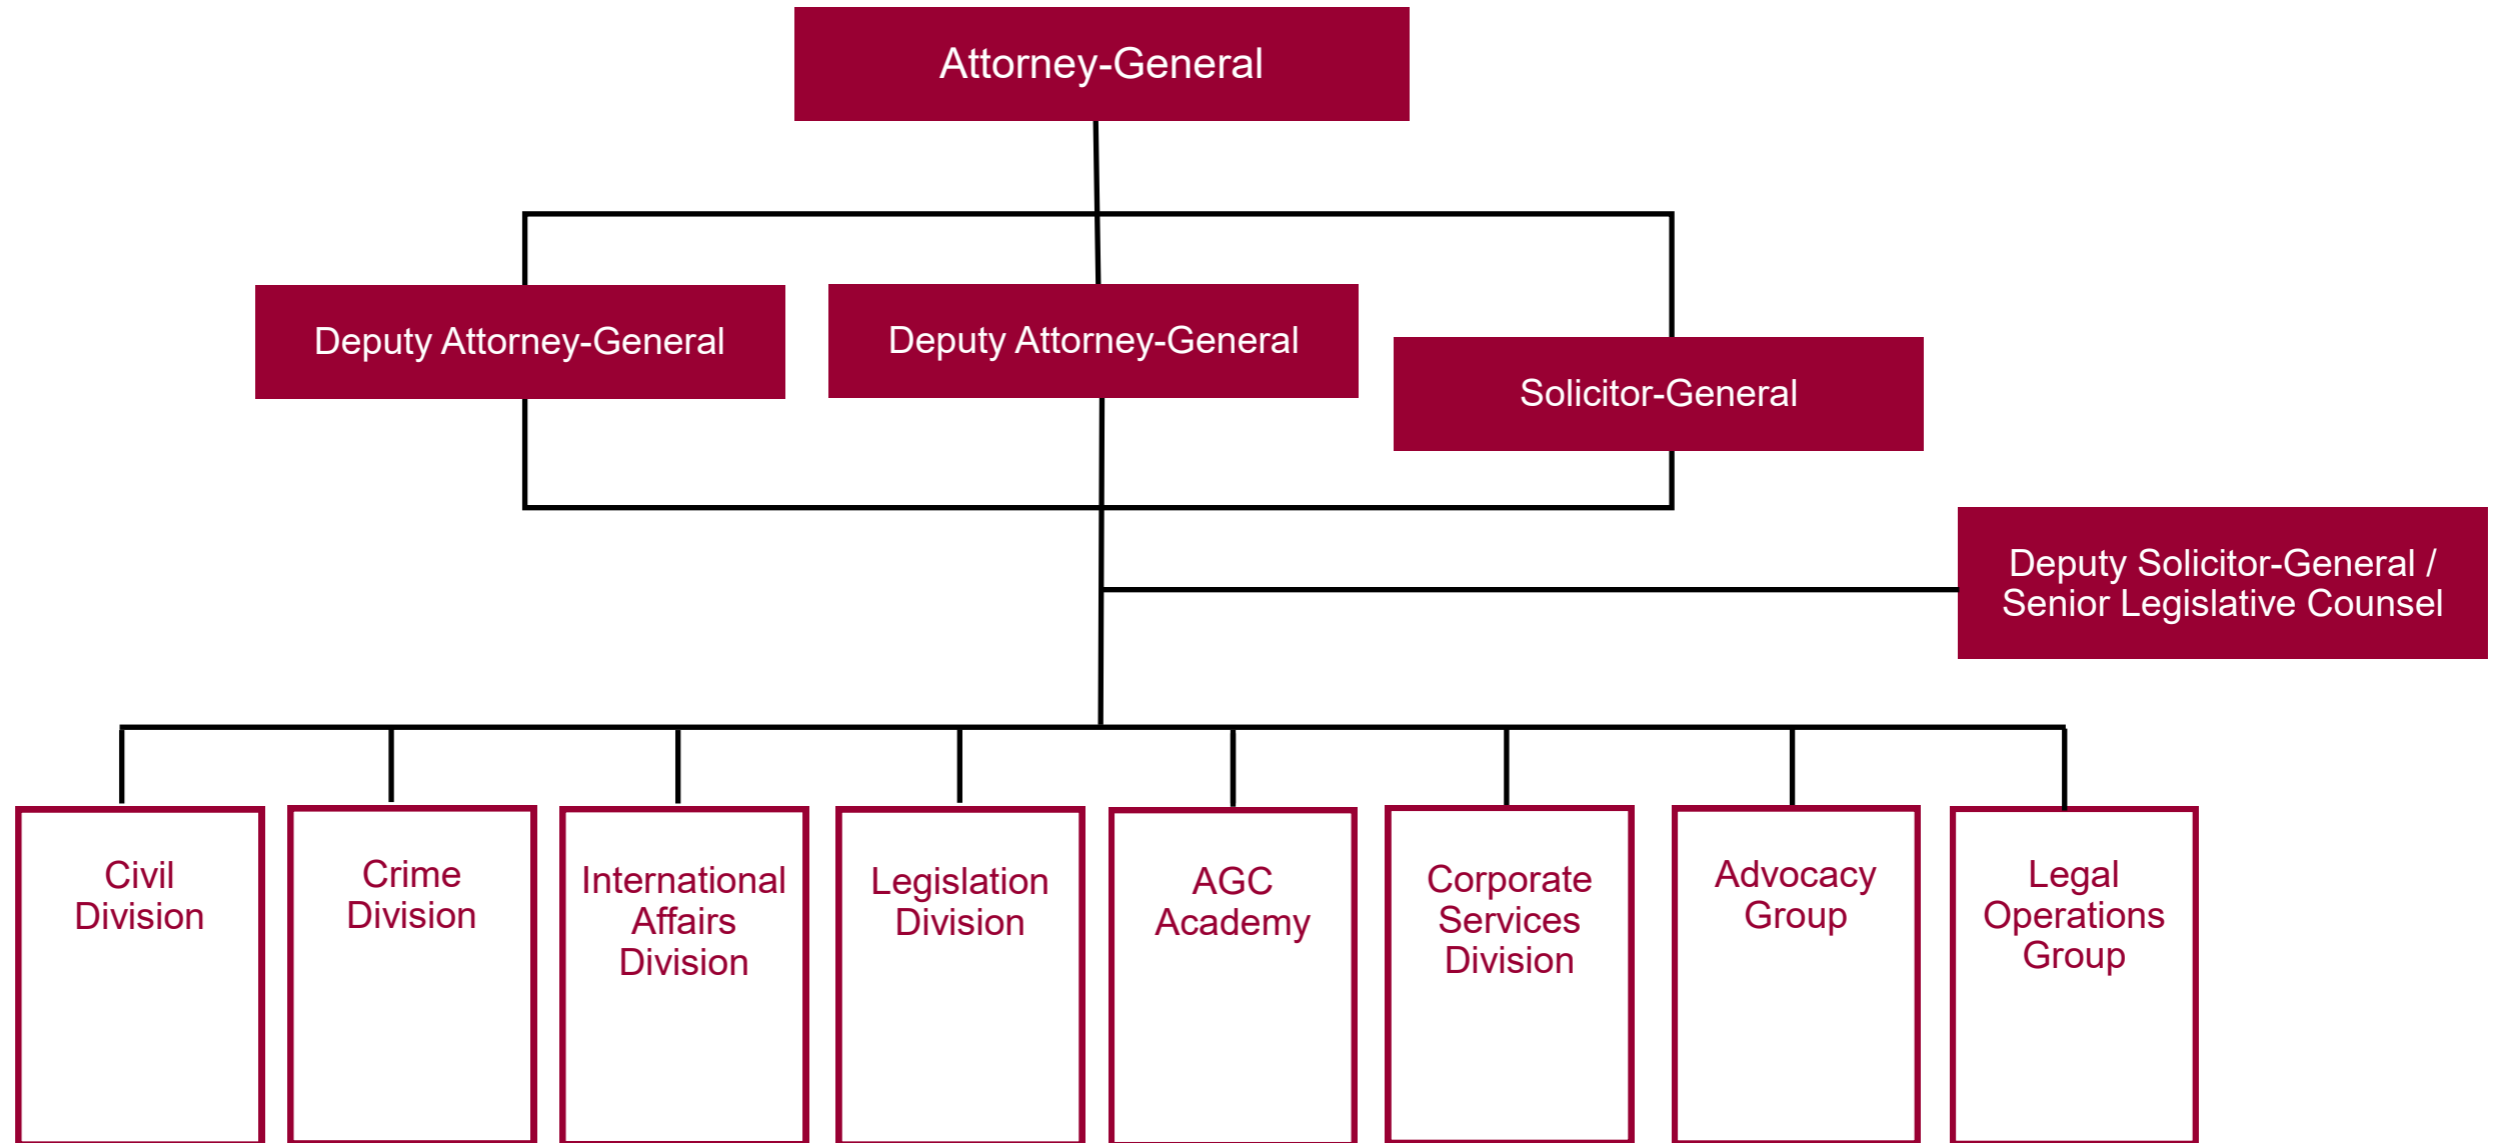 Attorney-General
Deputy Attorney-General
Deputy Attorney-General
Solicitor-General
Deputy Solicitor-General /
Senior Legislative Counsel
Civil
Division
Crime
Division
International
Affairs
Division
Legislation
Division
AGC
Academy
Corporate
Services
Division
Advocacy
Group
Legal
Operations
Group